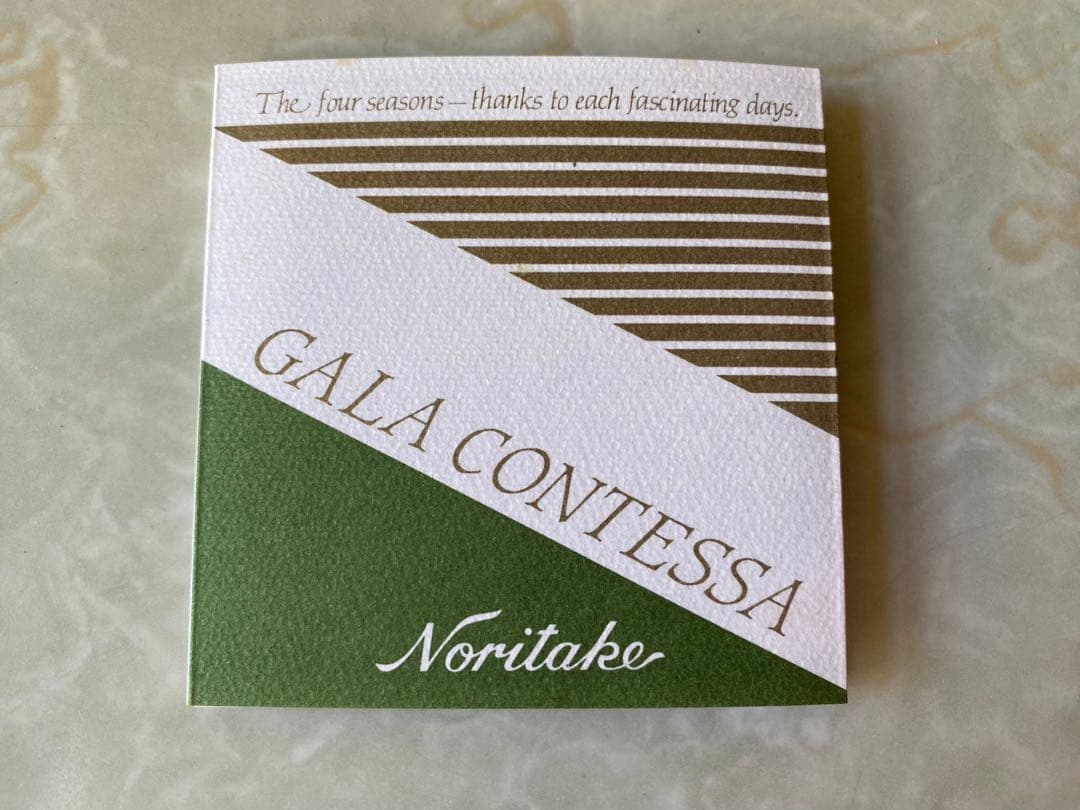 The four seasons — thanks to each fascinating days.
GALA CONTESSA
Noritake